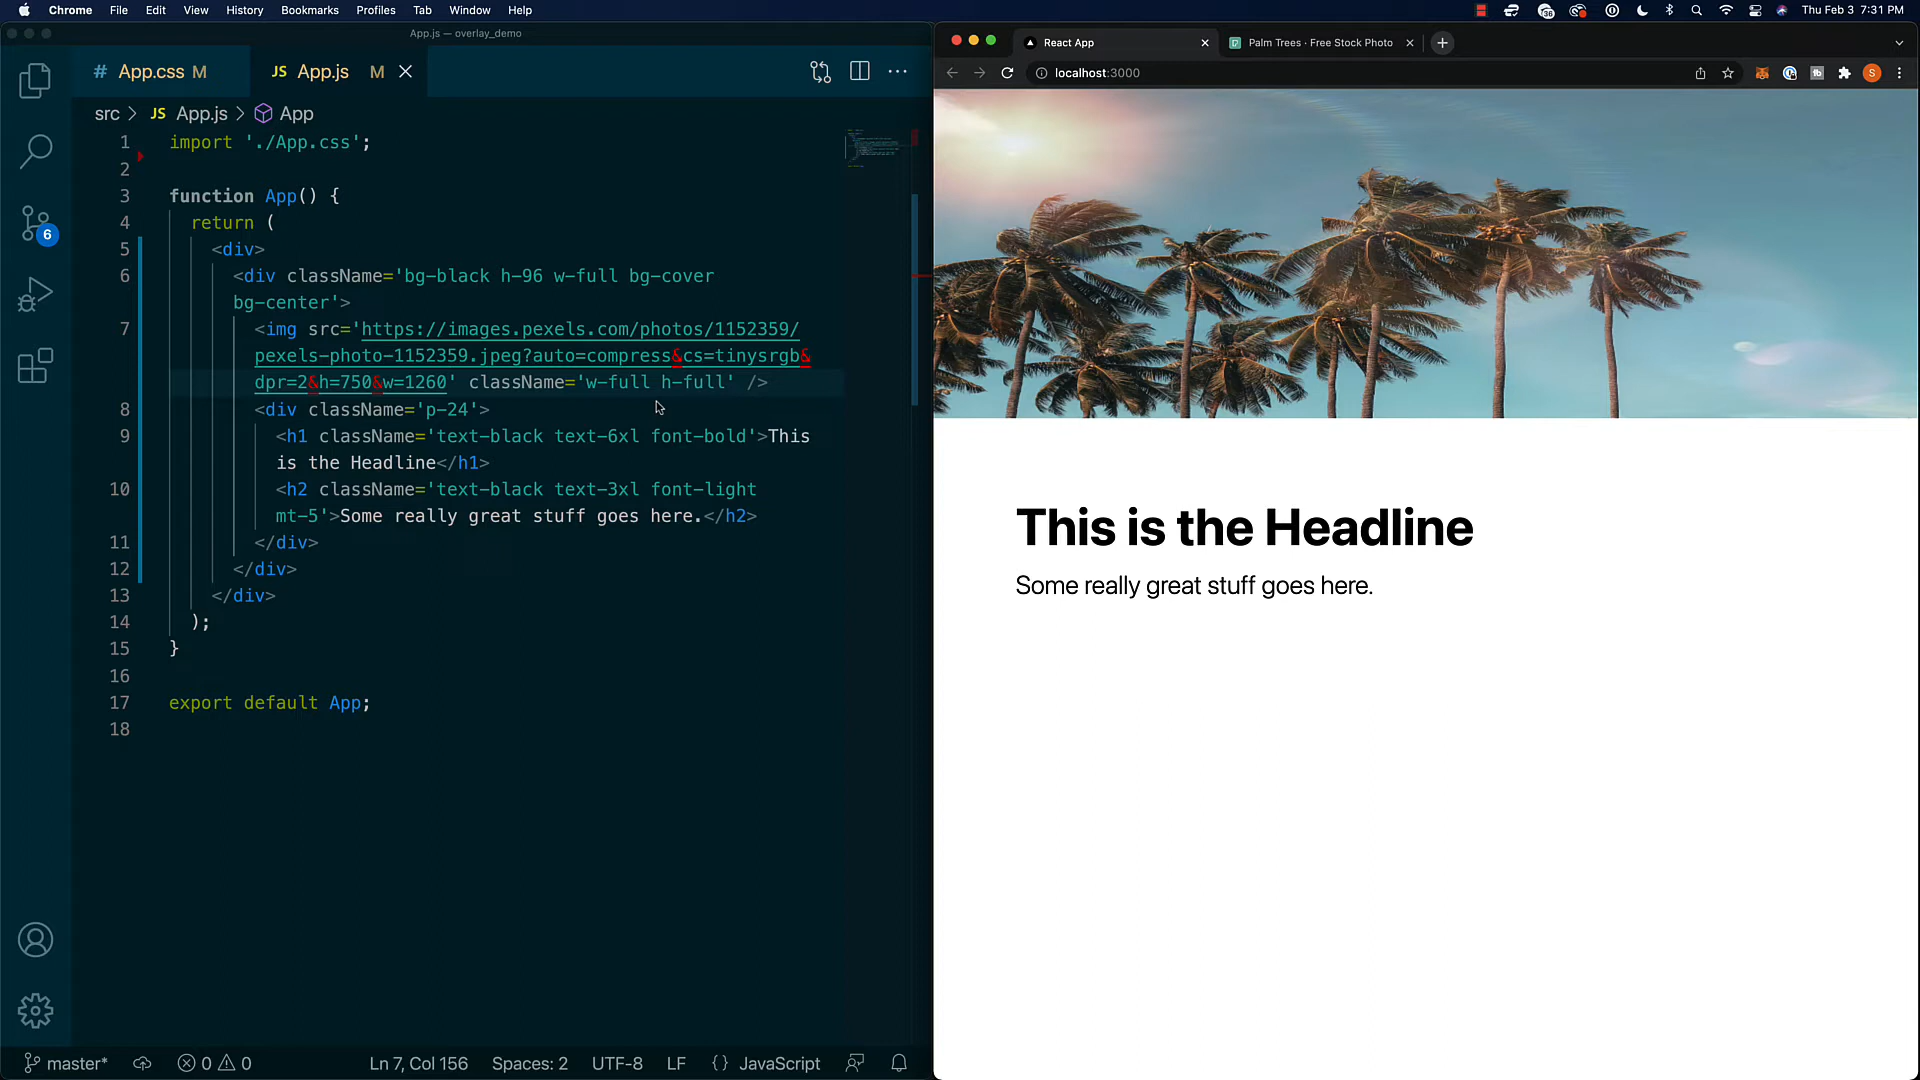 Chrome File Edit View History Bookmarks Profiles Tab Window Help
36
Thu Feb 3 7:31 PM
App.js — overlay_demo
# App.css M
JS App.js M
src > JS App.js > App
1 import './App.css';
2
3 function App() {
4 return (
5 <div>
6 <div className='bg-black h-96 w-full bg-cover
bg-center'>
7 <img src='https://images.pexels.com/photos/1152359/
pexels-photo-1152359.jpeg?auto=compress&cs=tinysrgb&
dpr=2&h=750&w=1260' className='w-full h-full' />
8 <div className='p-24'>
9 <h1 className='text-black text-6xl font-bold'>This
is the Headline</h1>
10 <h2 className='text-black text-3xl font-light
mt-5'>Some really great stuff goes here.</h2>
11 </div>
12 </div>
13 </div>
14 );
15 }
16
17 export default App;
18
6
master* 0 0 Ln 7, Col 156 Spaces: 2 UTF-8 LF {} JavaScript
React App
Palm Trees · Free Stock Photo
localhost:3000
S
This is the Headline
Some really great stuff goes here.